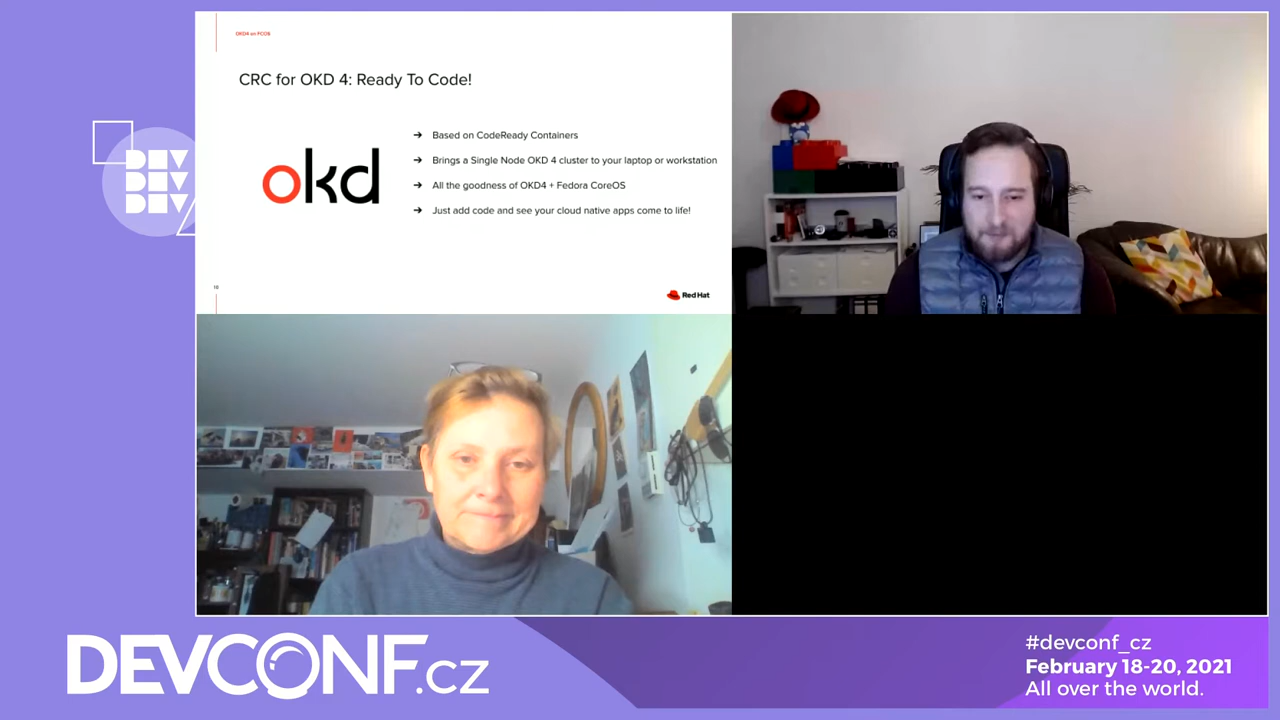 OKD4 on FCOS
CRC for OKD 4: Ready To Code!
okd
➔ Based on CodeReady Containers
➔ Brings a Single Node OKD 4 cluster to your laptop or workstation
➔ All the goodness of OKD4 + Fedora CoreOS
➔ Just add code and see your cloud native apps come to life!
10
Red Hat
DEV
DEV
DEV
DEVCONF.cz
#devconf_cz
February 18-20, 2021
All over the world.